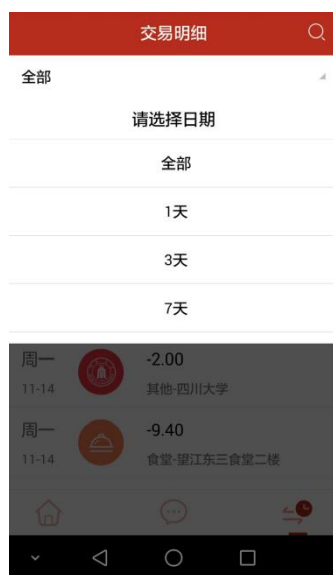 交易明细
全部
请选择日期
全部
1天
3天
7天
周一
-2.00
11-14
其他-四川大学
周一
-9.40
11-14
食堂-望江东三食堂二楼